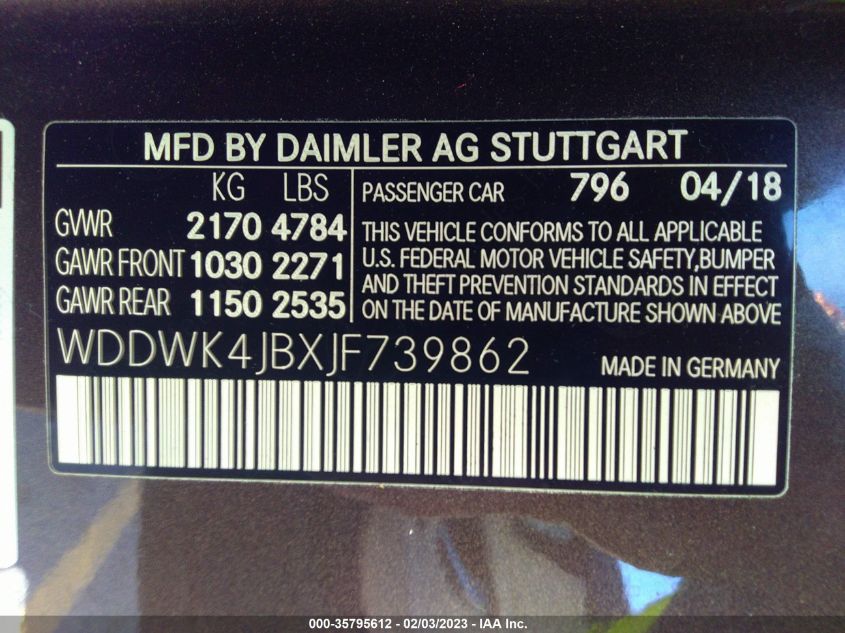 MFD BY DAIMLER AG STUTTGART
KG LBS
GVWR 2170 4784
GAWR FRONT 1030 2271
GAWR REAR 1150 2535
PASSENGER CAR 796 04/18
THIS VEHICLE CONFORMS TO ALL APPLICABLE
U.S. FEDERAL MOTOR VEHICLE SAFETY,BUMPER
AND THEFT PREVENTION STANDARDS IN EFFECT
ON THE DATE OF MANUFACTURE SHOWN ABOVE
WDDWK4JBXJF739862 MADE IN GERMANY
000-35795612 - 02/03/2023 - IAA Inc.